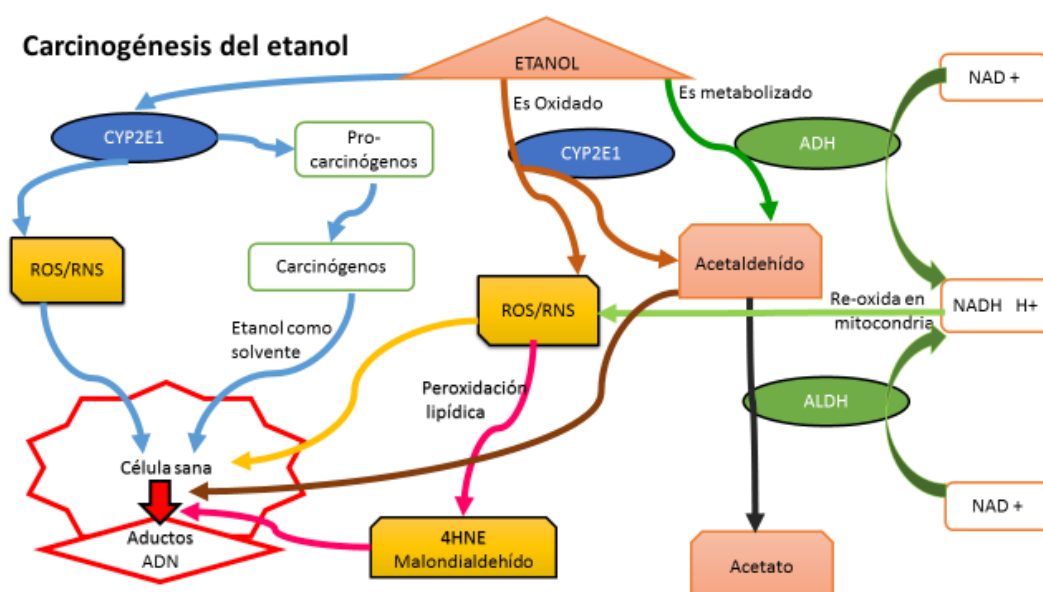 Carcinogénesis del etanol
ETANOL
NAD +
Es Oxidado
Es metabolizado
CYP2E1
Pro-
carcinógenos
CYP2E1
ADH
ROS/RNS
Carcinógenos
Acetaldehído
ROS/RNS
Re-oxida en
mitocondria
NADH H+
Etanol como
solvente
Peroxidación
lipídica
ALDH
Célula sana
NAD +
Aductos
ADN
4HNE
Malondialdehído
Acetato